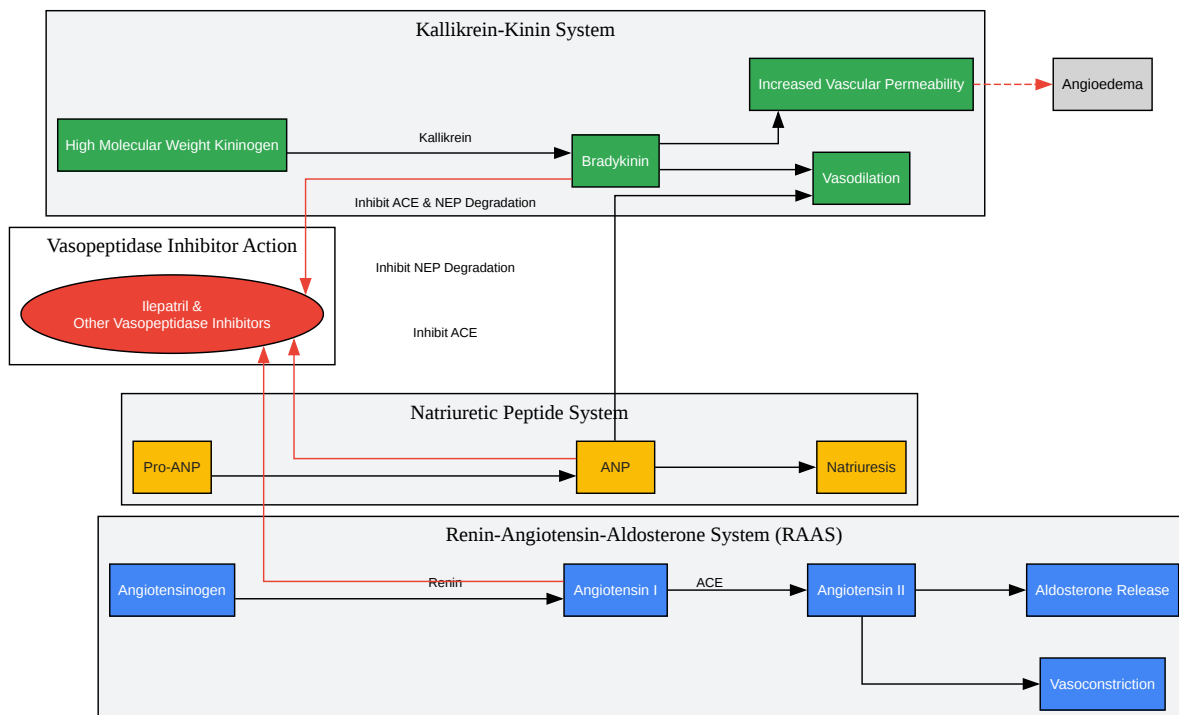 Kallikrein-Kinin System
Increased Vascular Permeability
Angioedema
High Molecular Weight Kininogen
Kallikrein
Bradykinin
Vasodilation
Inhibit ACE & NEP Degradation
Vasopeptidase Inhibitor Action
Inhibit NEP Degradation
Ilepatril &
Other Vasopeptidase Inhibitors
Inhibit ACE
Natriuretic Peptide System
Pro-ANP
ANP
Natriuresis
Renin-Angiotensin-Aldosterone System (RAAS)
Angiotensinogen
Renin
Angiotensin I
ACE
Angiotensin II
Aldosterone Release
Vasoconstriction